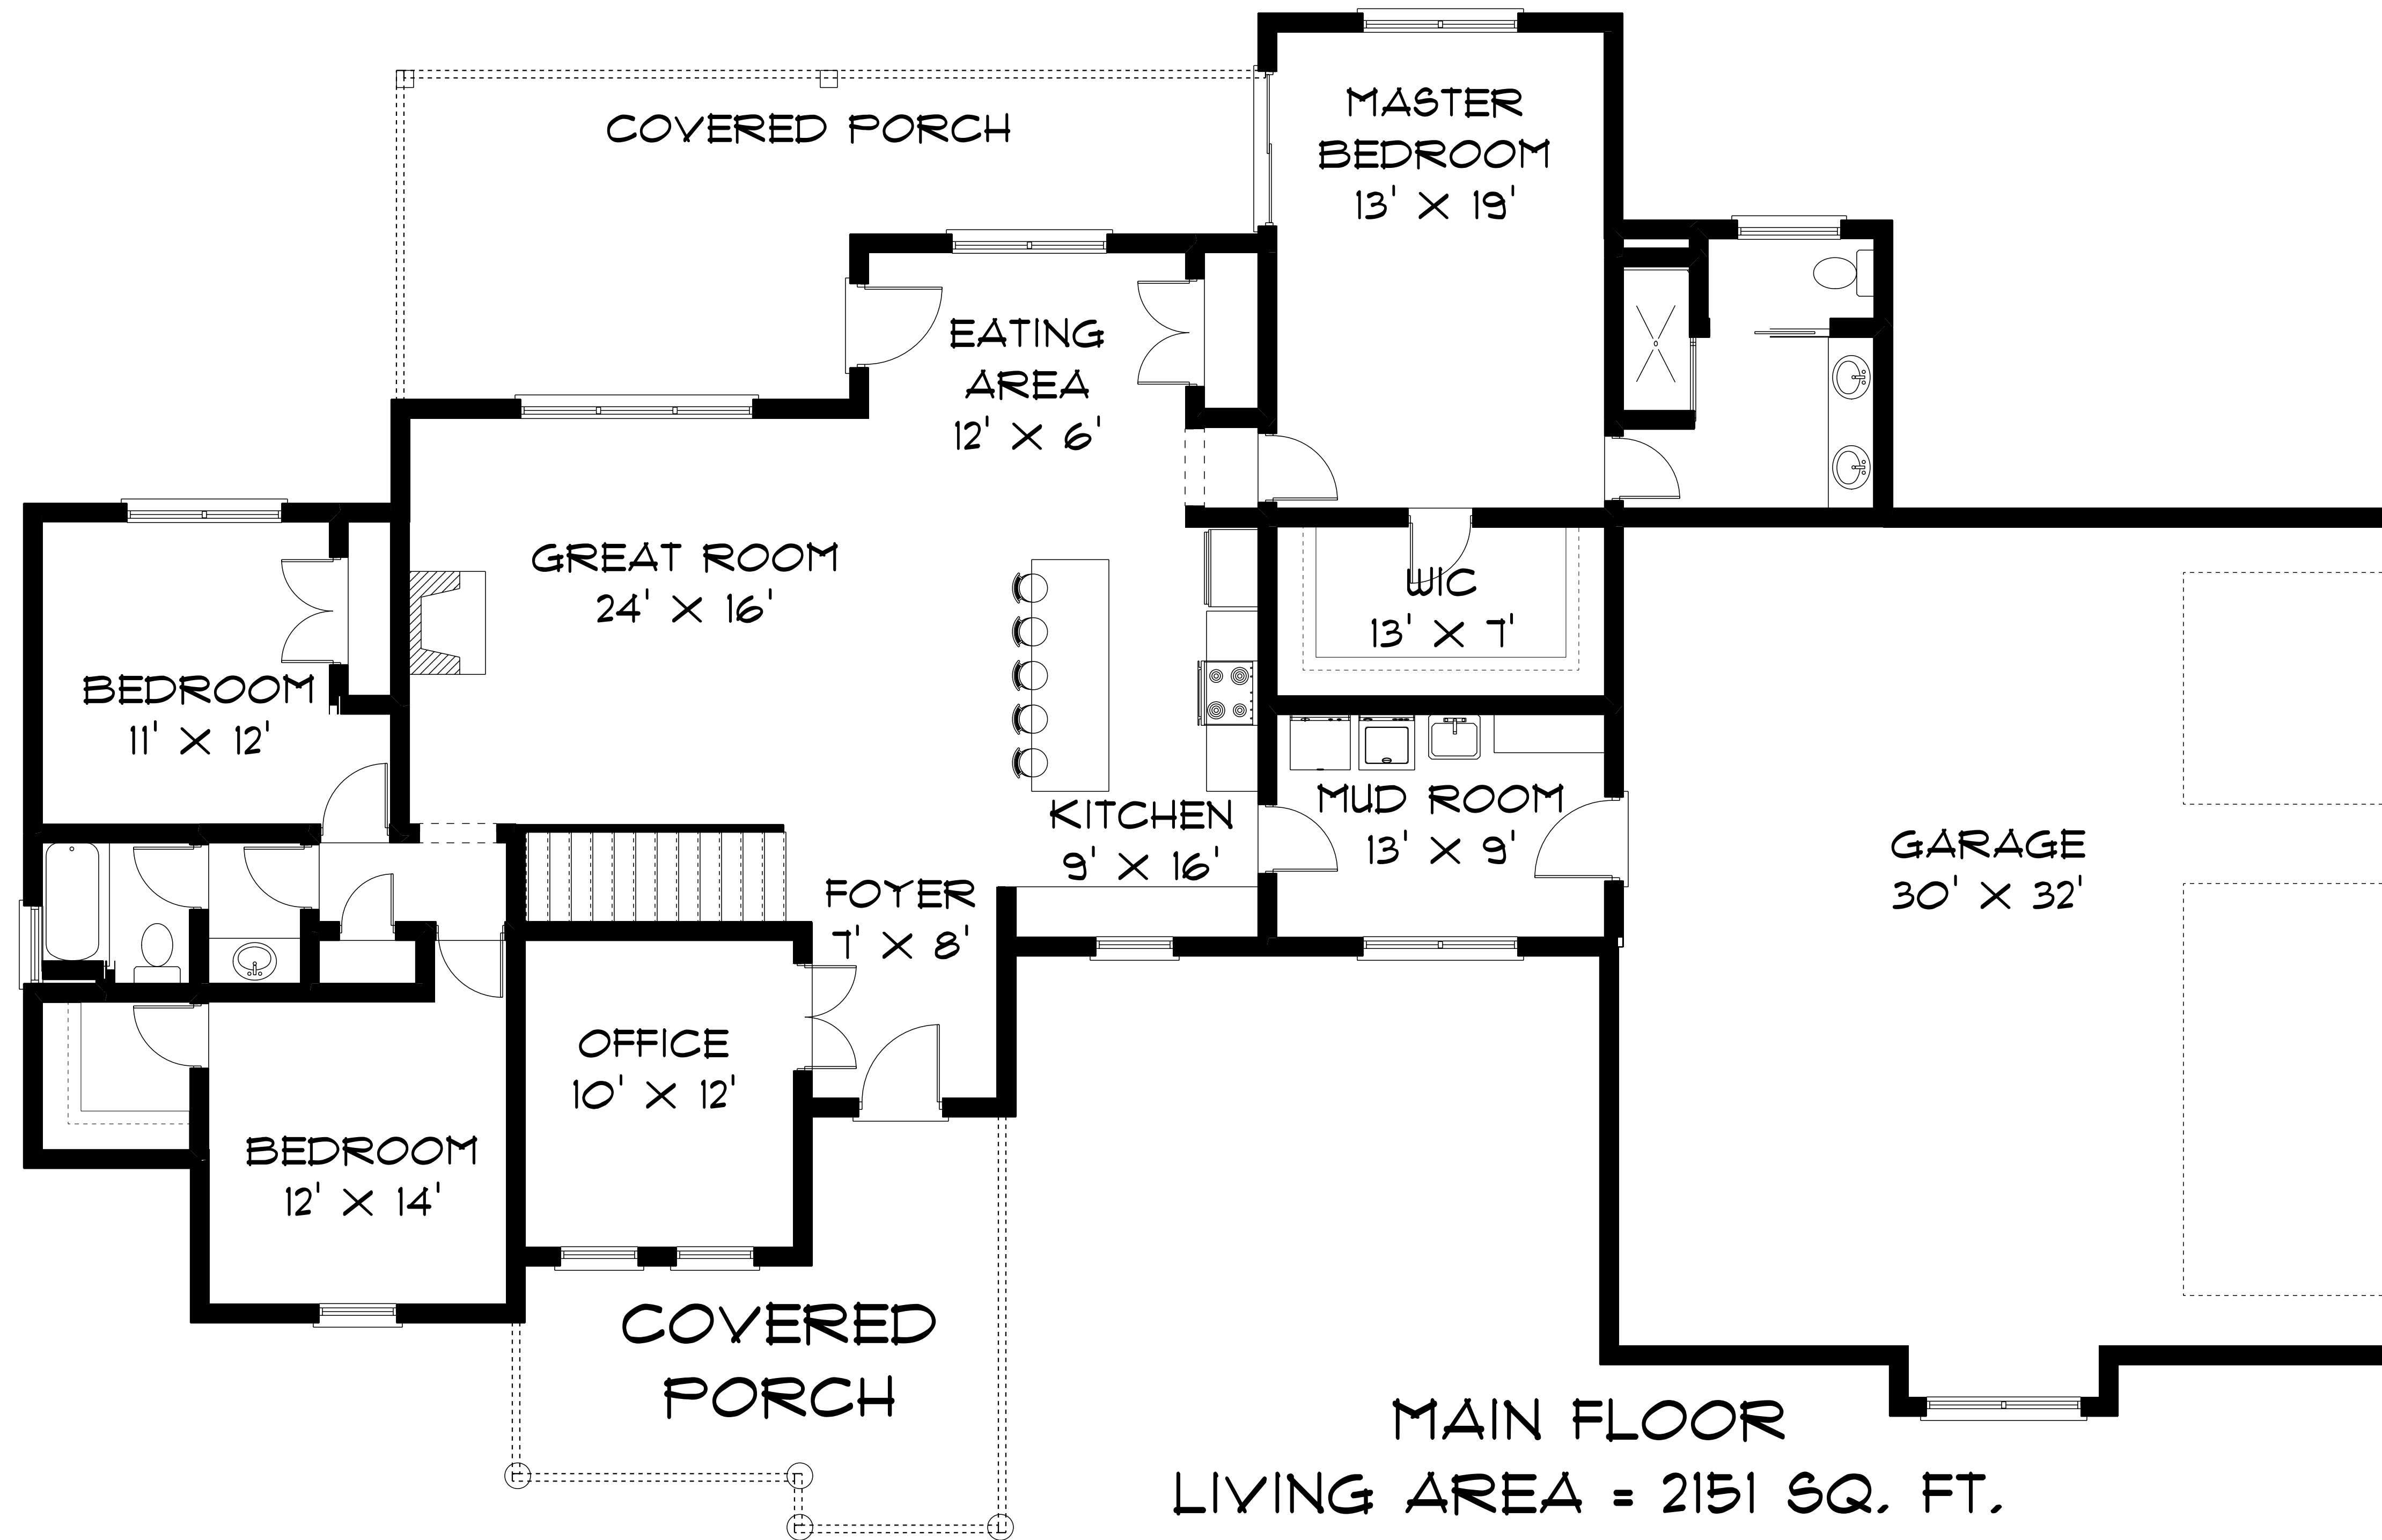 COVERED PORCH
MASTER
BEDROOM
13' X 19'
EATING
AREA
12' X 6'
GREAT ROOM
24' X 16'
WIC
13' X 7'
BEDROOM
11' X 12'
MUD ROOM
13' X 9'
KITCHEN
9' X 16'
GARAGE
30' X 32'
FOYER
7' X 8'
OFFICE
10' X 12'
BEDROOM
12' X 14'
COVERED
PORCH
MAIN FLOOR
LIVING AREA = 2151 SQ. FT.